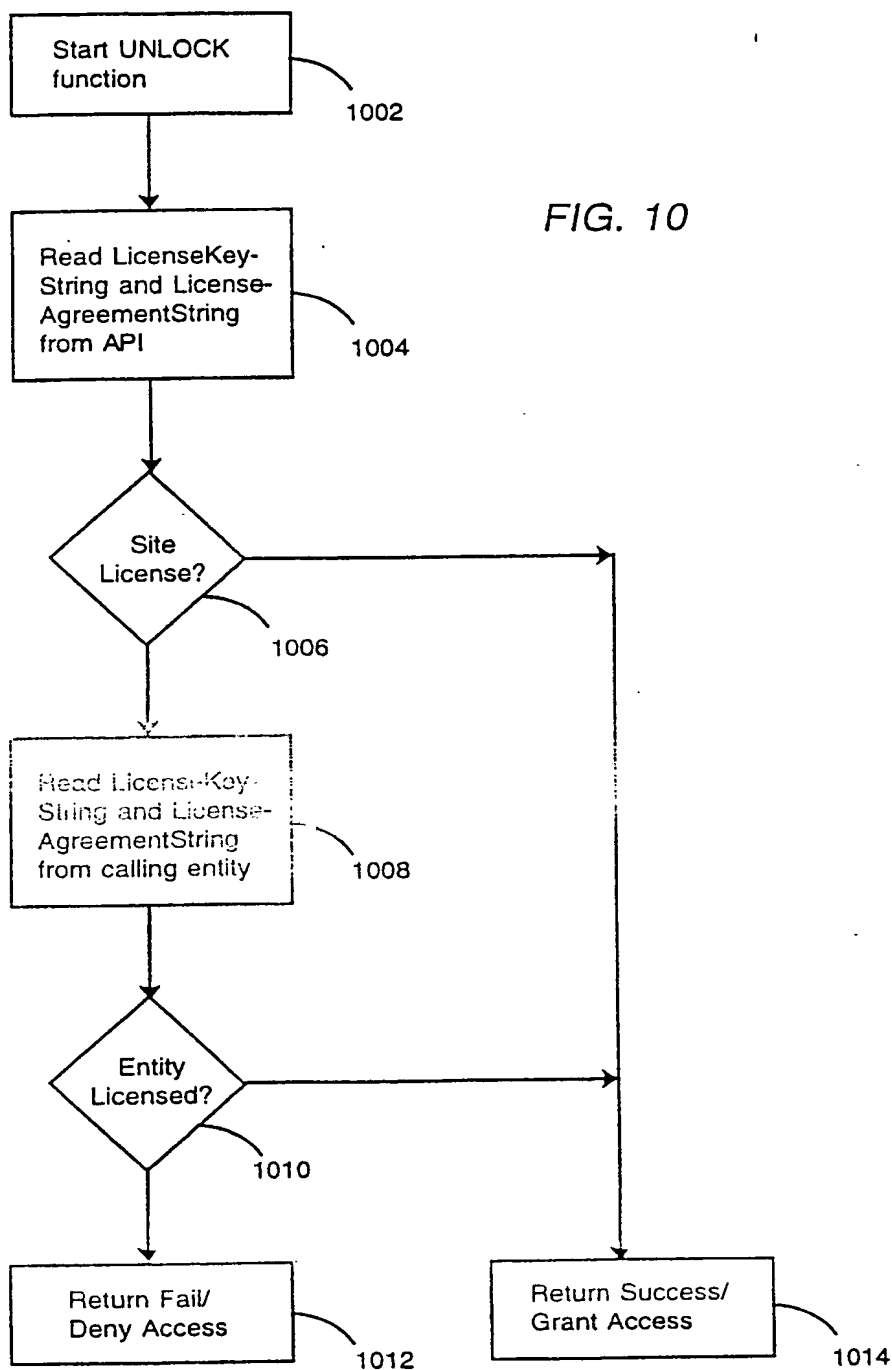 Start UNLOCK
function
1002
FIG. 10
Read LicenseKey-
String and License-
AgreementString
from API
1004
Site
License?
1006
Read LicenseKey-
String and License-
AgreementString
from calling entity
1008
Entity
Licensed?
1010
Return Fail/
Deny Access
1012
Return Success/
Grant Access
1014